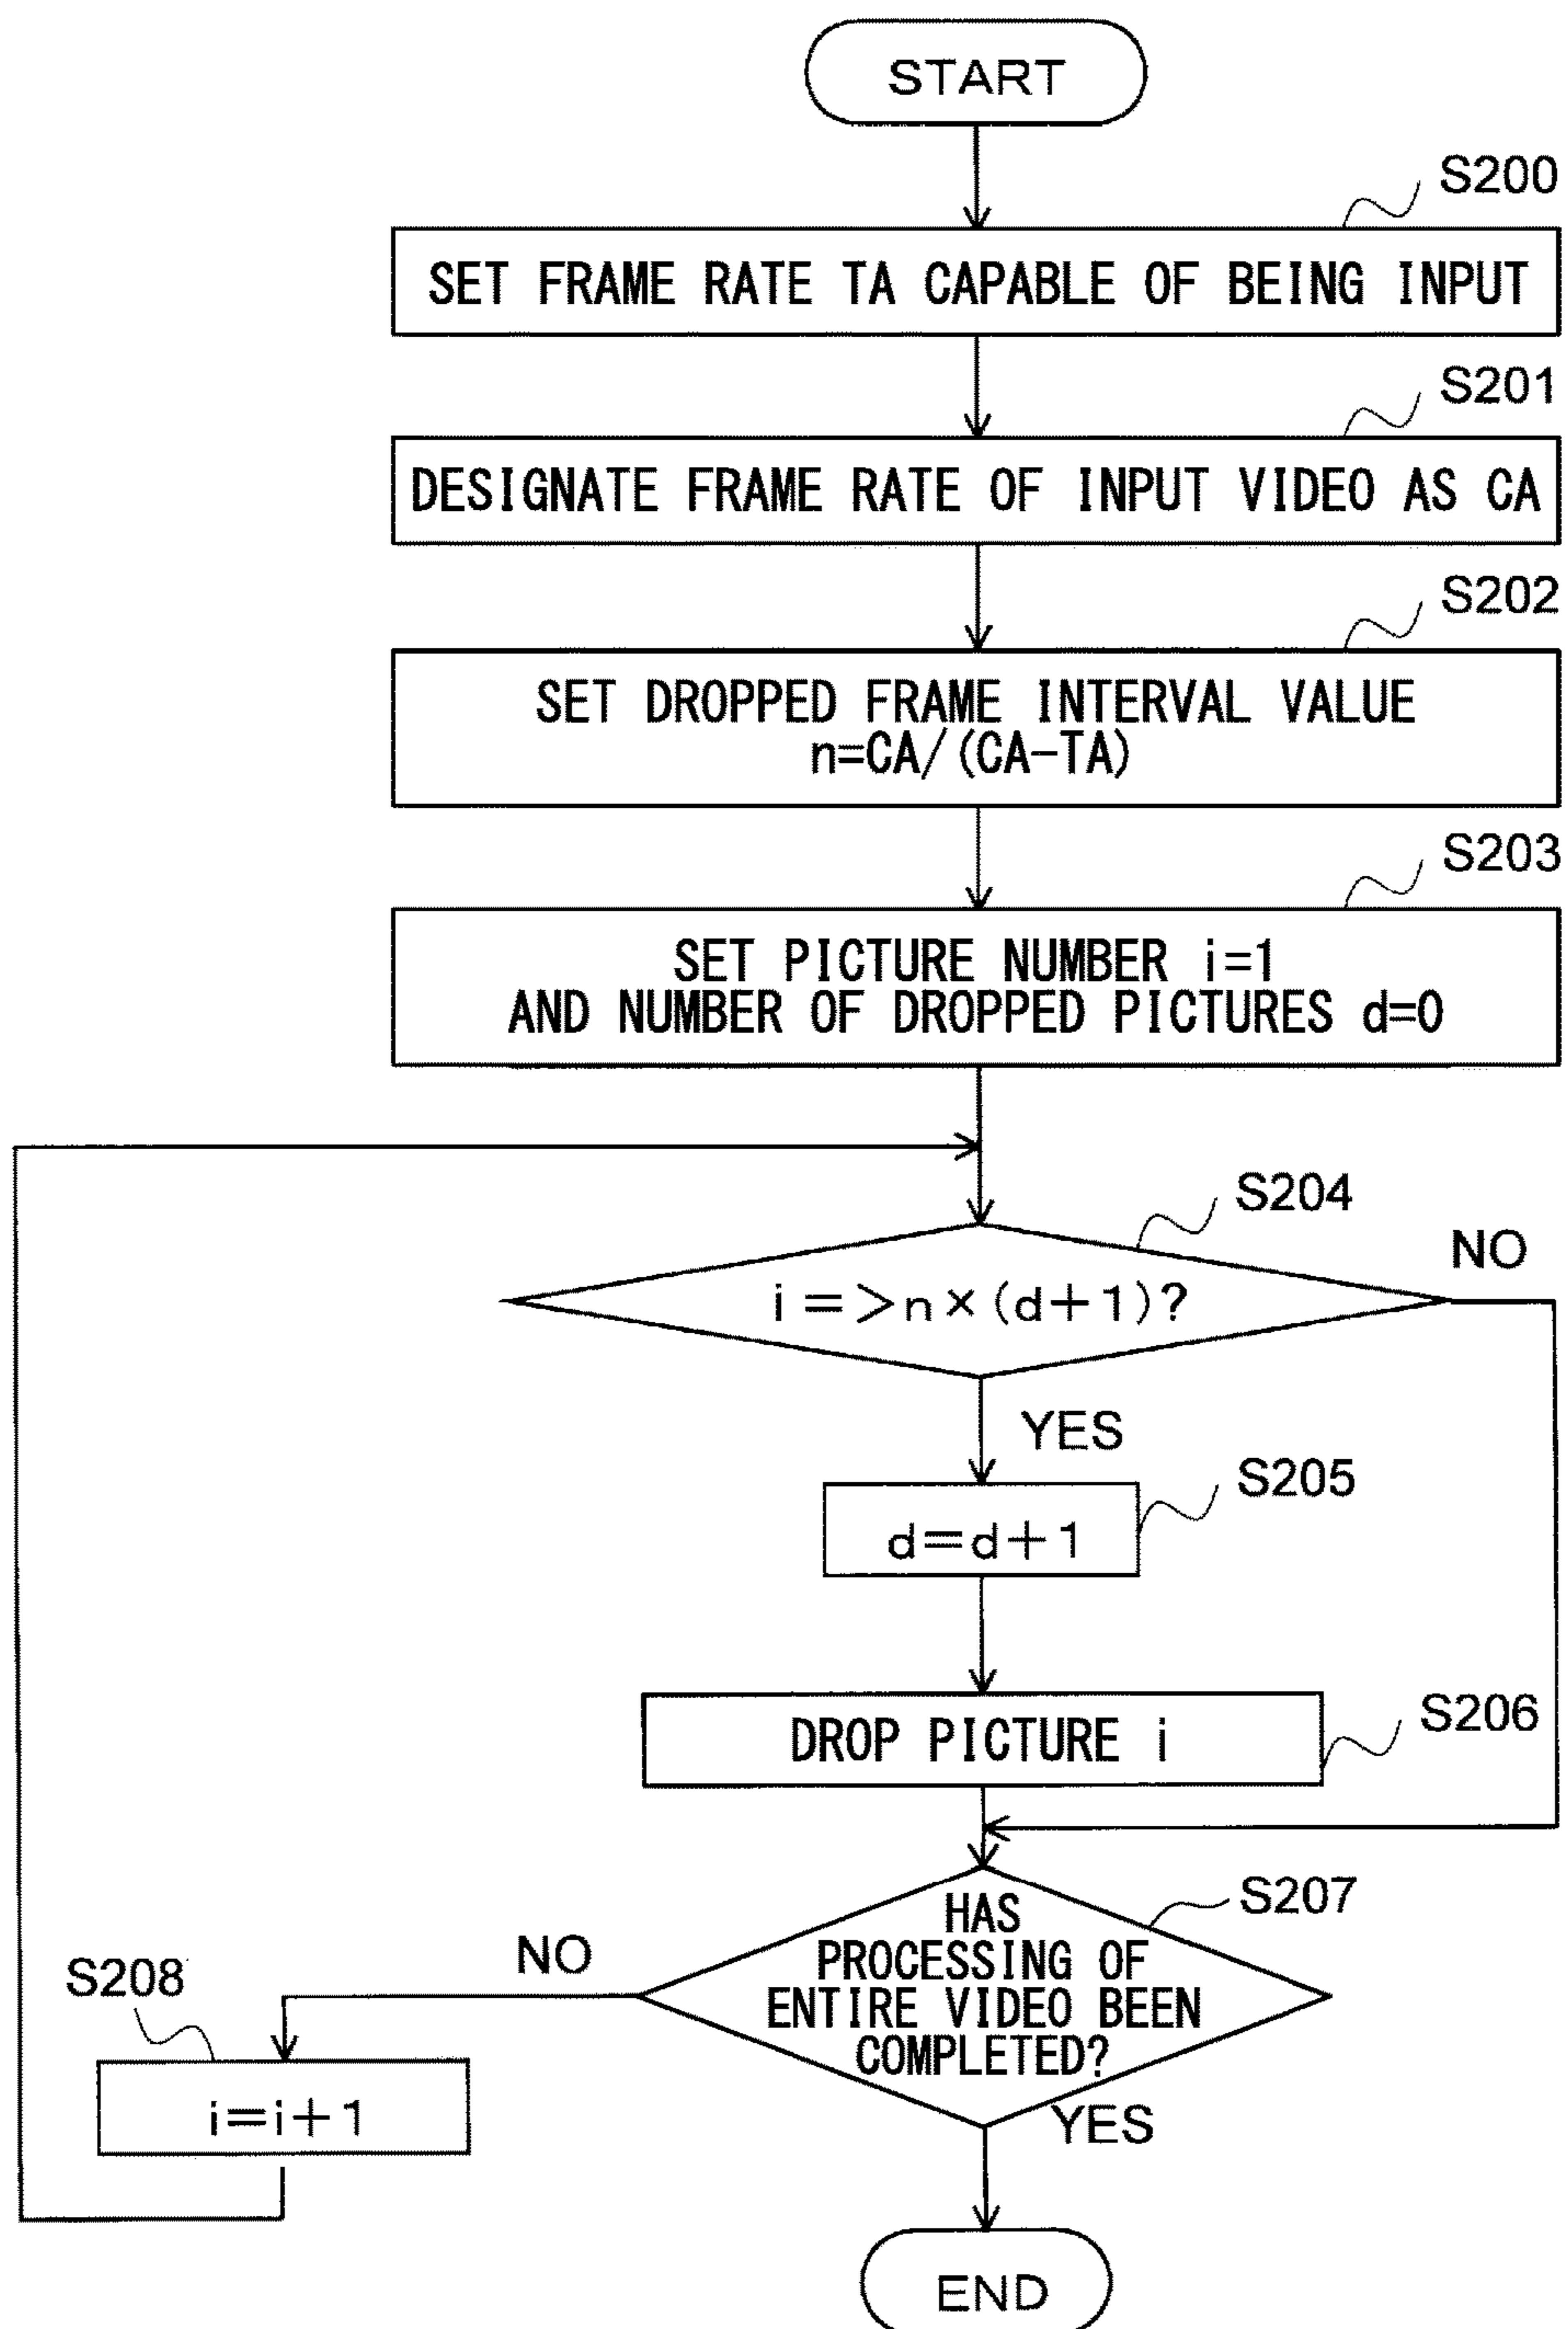 START
S200
SET FRAME RATE TA CAPABLE OF BEING INPUT
S201
DESIGNATE FRAME RATE OF INPUT VIDEO AS CA
S202
SET DROPPED FRAME INTERVAL VALUE
n=CA/(CA-TA)
S203
SET PICTURE NUMBER i=1
AND NUMBER OF DROPPED PICTURES d=0
S204
NO
i=>n×(d+1)?
YES
S205
d=d+1
S206
DROP PICTURE i
S207
HAS
PROCESSING OF
ENTIRE VIDEO BEEN
COMPLETED?
NO
S208
i=i+1
YES
END